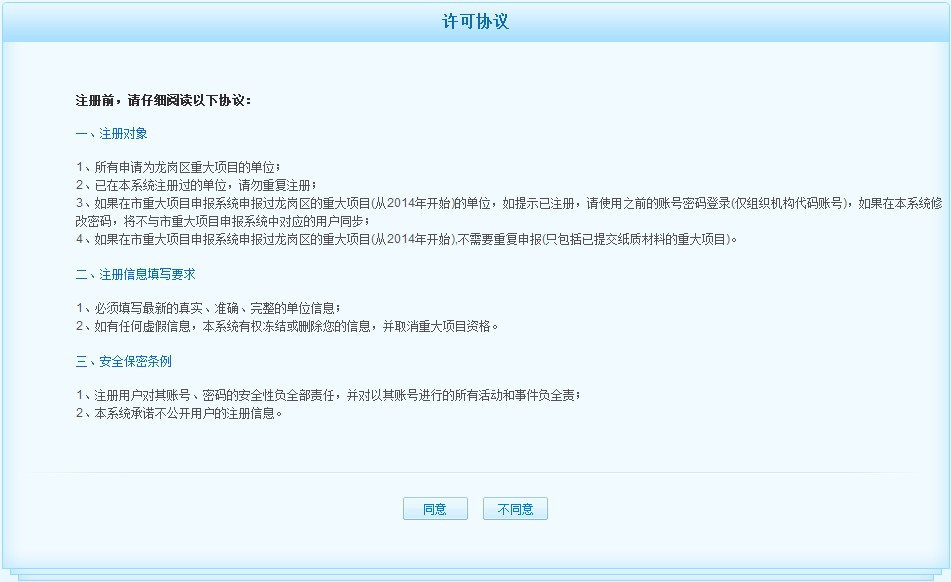 许可协议
注册前，请仔细阅读以下协议：
一、注册对象
1、所有申请为龙岗区重大项目的单位；
2、已在本系统注册过的单位，请勿重复注册；
3、如果在市重大项目申报系统申报过龙岗区的重大项目(从2014年开始)的单位，如提示已注册，请使用之前的账号密码登录(仅组织机构代码账号)，如果在本系统修
改密码，将不与市重大项目申报系统中对应的用户同步；
4、如果在市重大项目申报系统申报过龙岗区的重大项目(从2014年开始),不需要重复申报(只包括已提交纸质材料的重大项目)。
二、注册信息填写要求
1、必须填写最新的真实、准确、完整的单位信息；
2、如有任何虚假信息，本系统有权冻结或删除您的信息，并取消重大项目资格。
三、安全保密条例
1、注册用户对其账号、密码的安全性负全部责任，并对以其账号进行的所有活动和事件负全责；
2、本系统承诺不公开用户的注册信息。
同意
不同意